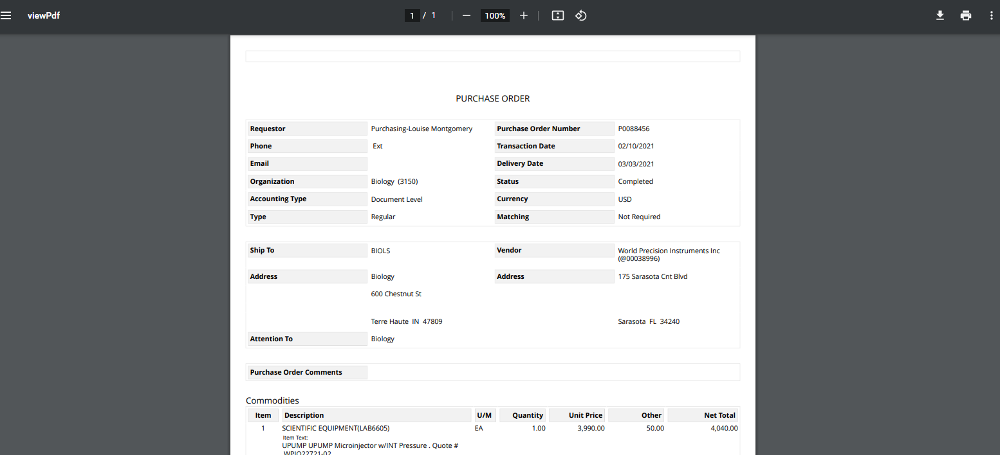 viewPdf
1 / 1
100%
PURCHASE ORDER
Requestor Purchasing-Louise Montgomery Purchase Order Number P0088456
Phone Ext Transaction Date 02/10/2021
Email Delivery Date 03/03/2021
Organization Biology (3150) Status Completed
Accounting Type Document Level Currency USD
Type Regular Matching Not Required
Ship To BIOLS Vendor World Precision Instruments Inc
(@00038996)
Address Biology Address 175 Sarasota Cnt Blvd
600 Chestnut St
Terre Haute IN 47809 Sarasota FL 34240
Attention To Biology
Purchase Order Comments
Commodities
Item Description U/M Quantity Unit Price Other Net Total
1 SCIENTIFIC EQUIPMENT(LAB6605) EA 1.00 3,990.00 50.00 4,040.00
Item Text:
UPUMP UPUMP Microinjector w/INT Pressure . Quote #
WPIQ22721-02